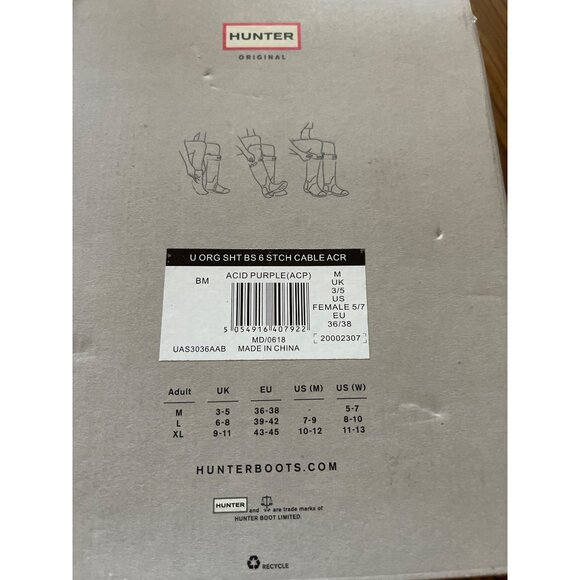 HUNTER
ORIGINAL
U ORG SHT BS 6 STCH CABLE ACR
BM ACID PURPLE(ACP) M
UK
3/5
US
FEMALE 5/7
EU
36/38
5 054916 407922
MD/0618 20002307
UAS3036AAB MADE IN CHINA
Adult UK EU US (M) US (W)
M 3-5 36-38 - 5-7
L 6-8 39-42 7-9 8-10
XL 9-11 43-45 10-12 11-13
HUNTERBOOTS.COM
HUNTER and are trade marks of
HUNTER BOOT LIMITED.
RECYCLE